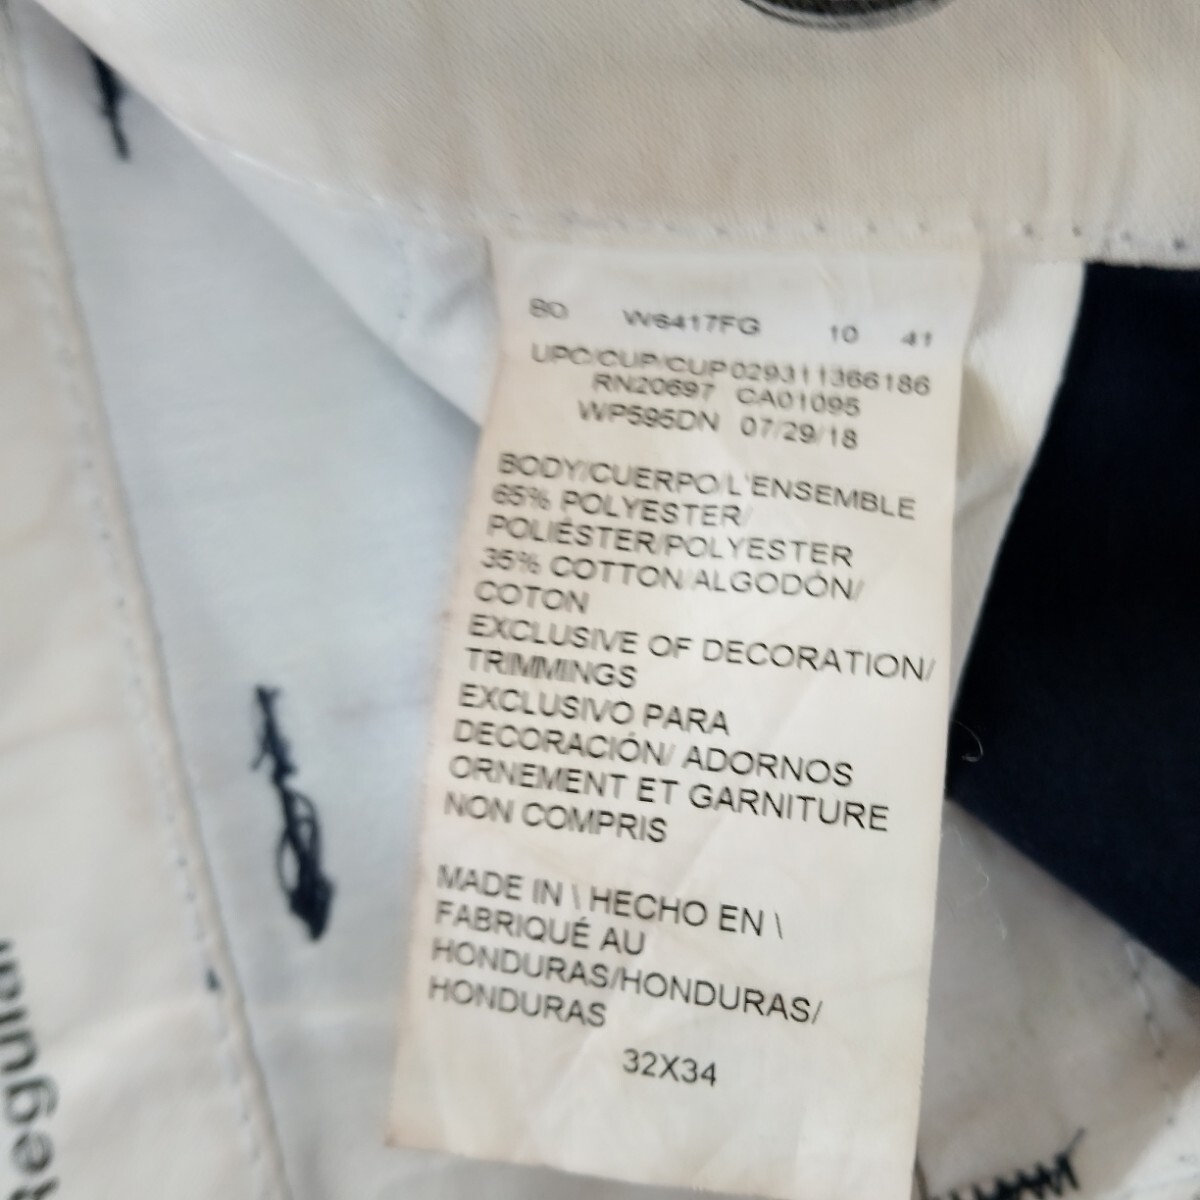 BO W6417FG 10 41
UPC/CUP/CUP 029311366186
RN20697 CA01095
WP595DN 07/29/18
BODY/CUERPO/L'ENSEMBLE
65% POLYESTER/
POLIÉSTER/POLYESTER
35% COTTON/ALGODÓN/
COTON
EXCLUSIVE OF DECORATION/
TRIMMINGS
EXCLUSIVO PARA
DECORACIÓN/ ADORNOS
ORNEMENT ET GARNITURE
NON COMPRIS
MADE IN \ HECHO EN \
FABRIQUÉ AU
HONDURAS/HONDURAS/
HONDURAS
32X34